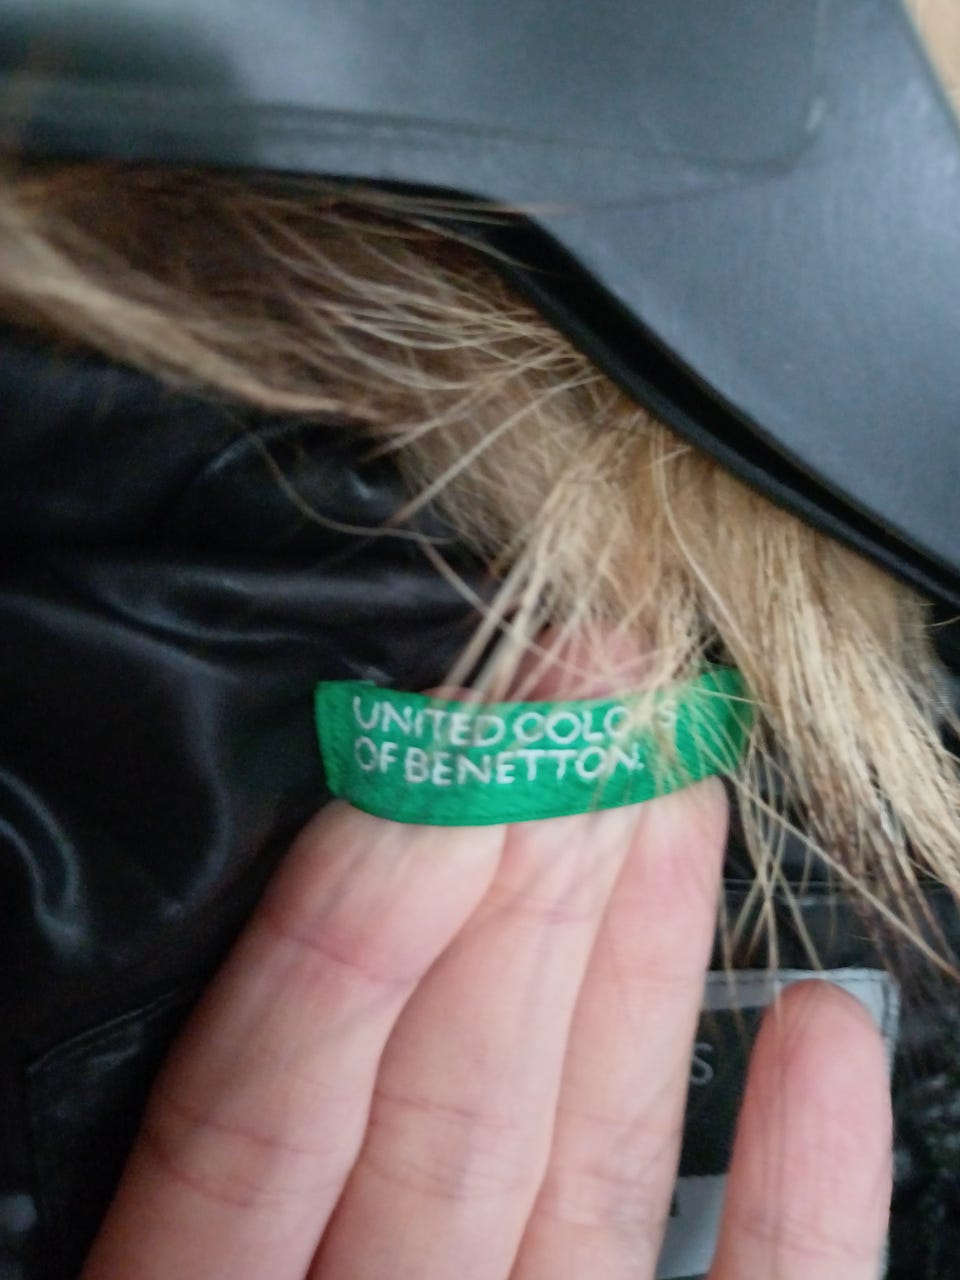 UNITED COLORS
OF BENETTON.
S